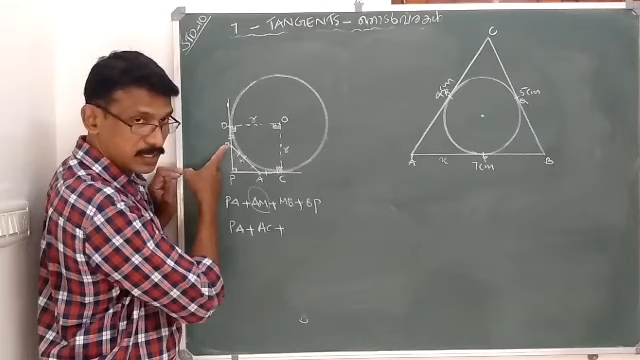 STD-10
7 - TANGENTS - തൊടുവരകൾ
D r O
r
M
P A C
PA + AM + MB + BP
PA + AC +
C
4cm 5cm
R Q
A x P B
7cm